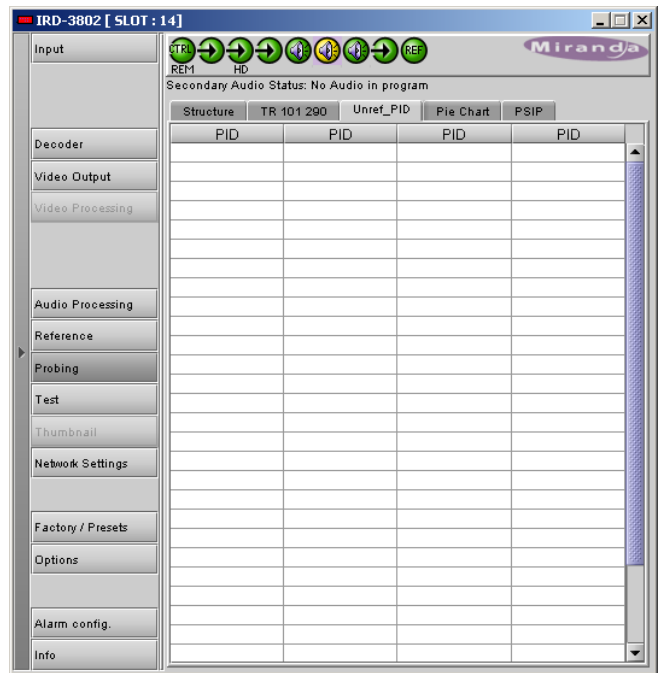 IRD-3802 [ SLOT : 14]
Input
CTRL
REF
Miranda
REM HD
Secondary Audio Status: No Audio in program
Structure TR 101 290 Unref_PID Pie Chart PSIP
PID PID PID PID
Decoder
Video Output
Video Processing
Audio Processing
Reference
Probing
Test
Thumbnail
Network Settings
Factory / Presets
Options
Alarm config.
Info